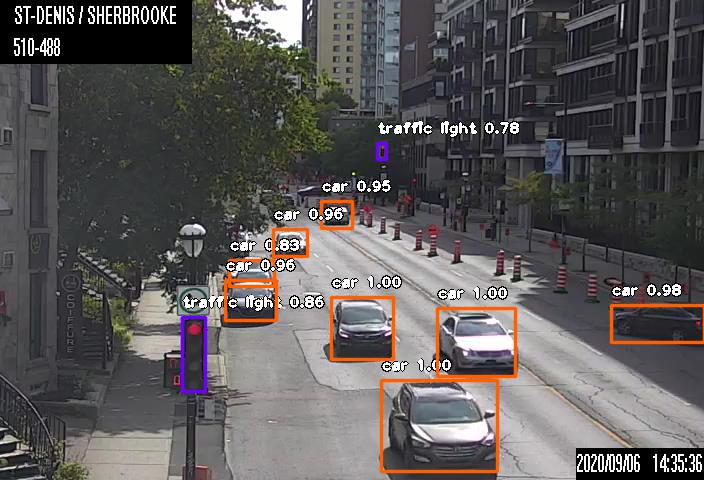 ST-DENIS / SHERBROOKE
510-488
traffic light 0.78
car 0.95
car 0.96
car 0.83
car 0.96
traffic light 0.86
car 1.00
car 1.00
car 0.98
car 1.00
COIFFURE
2020/09/06 14:35:36